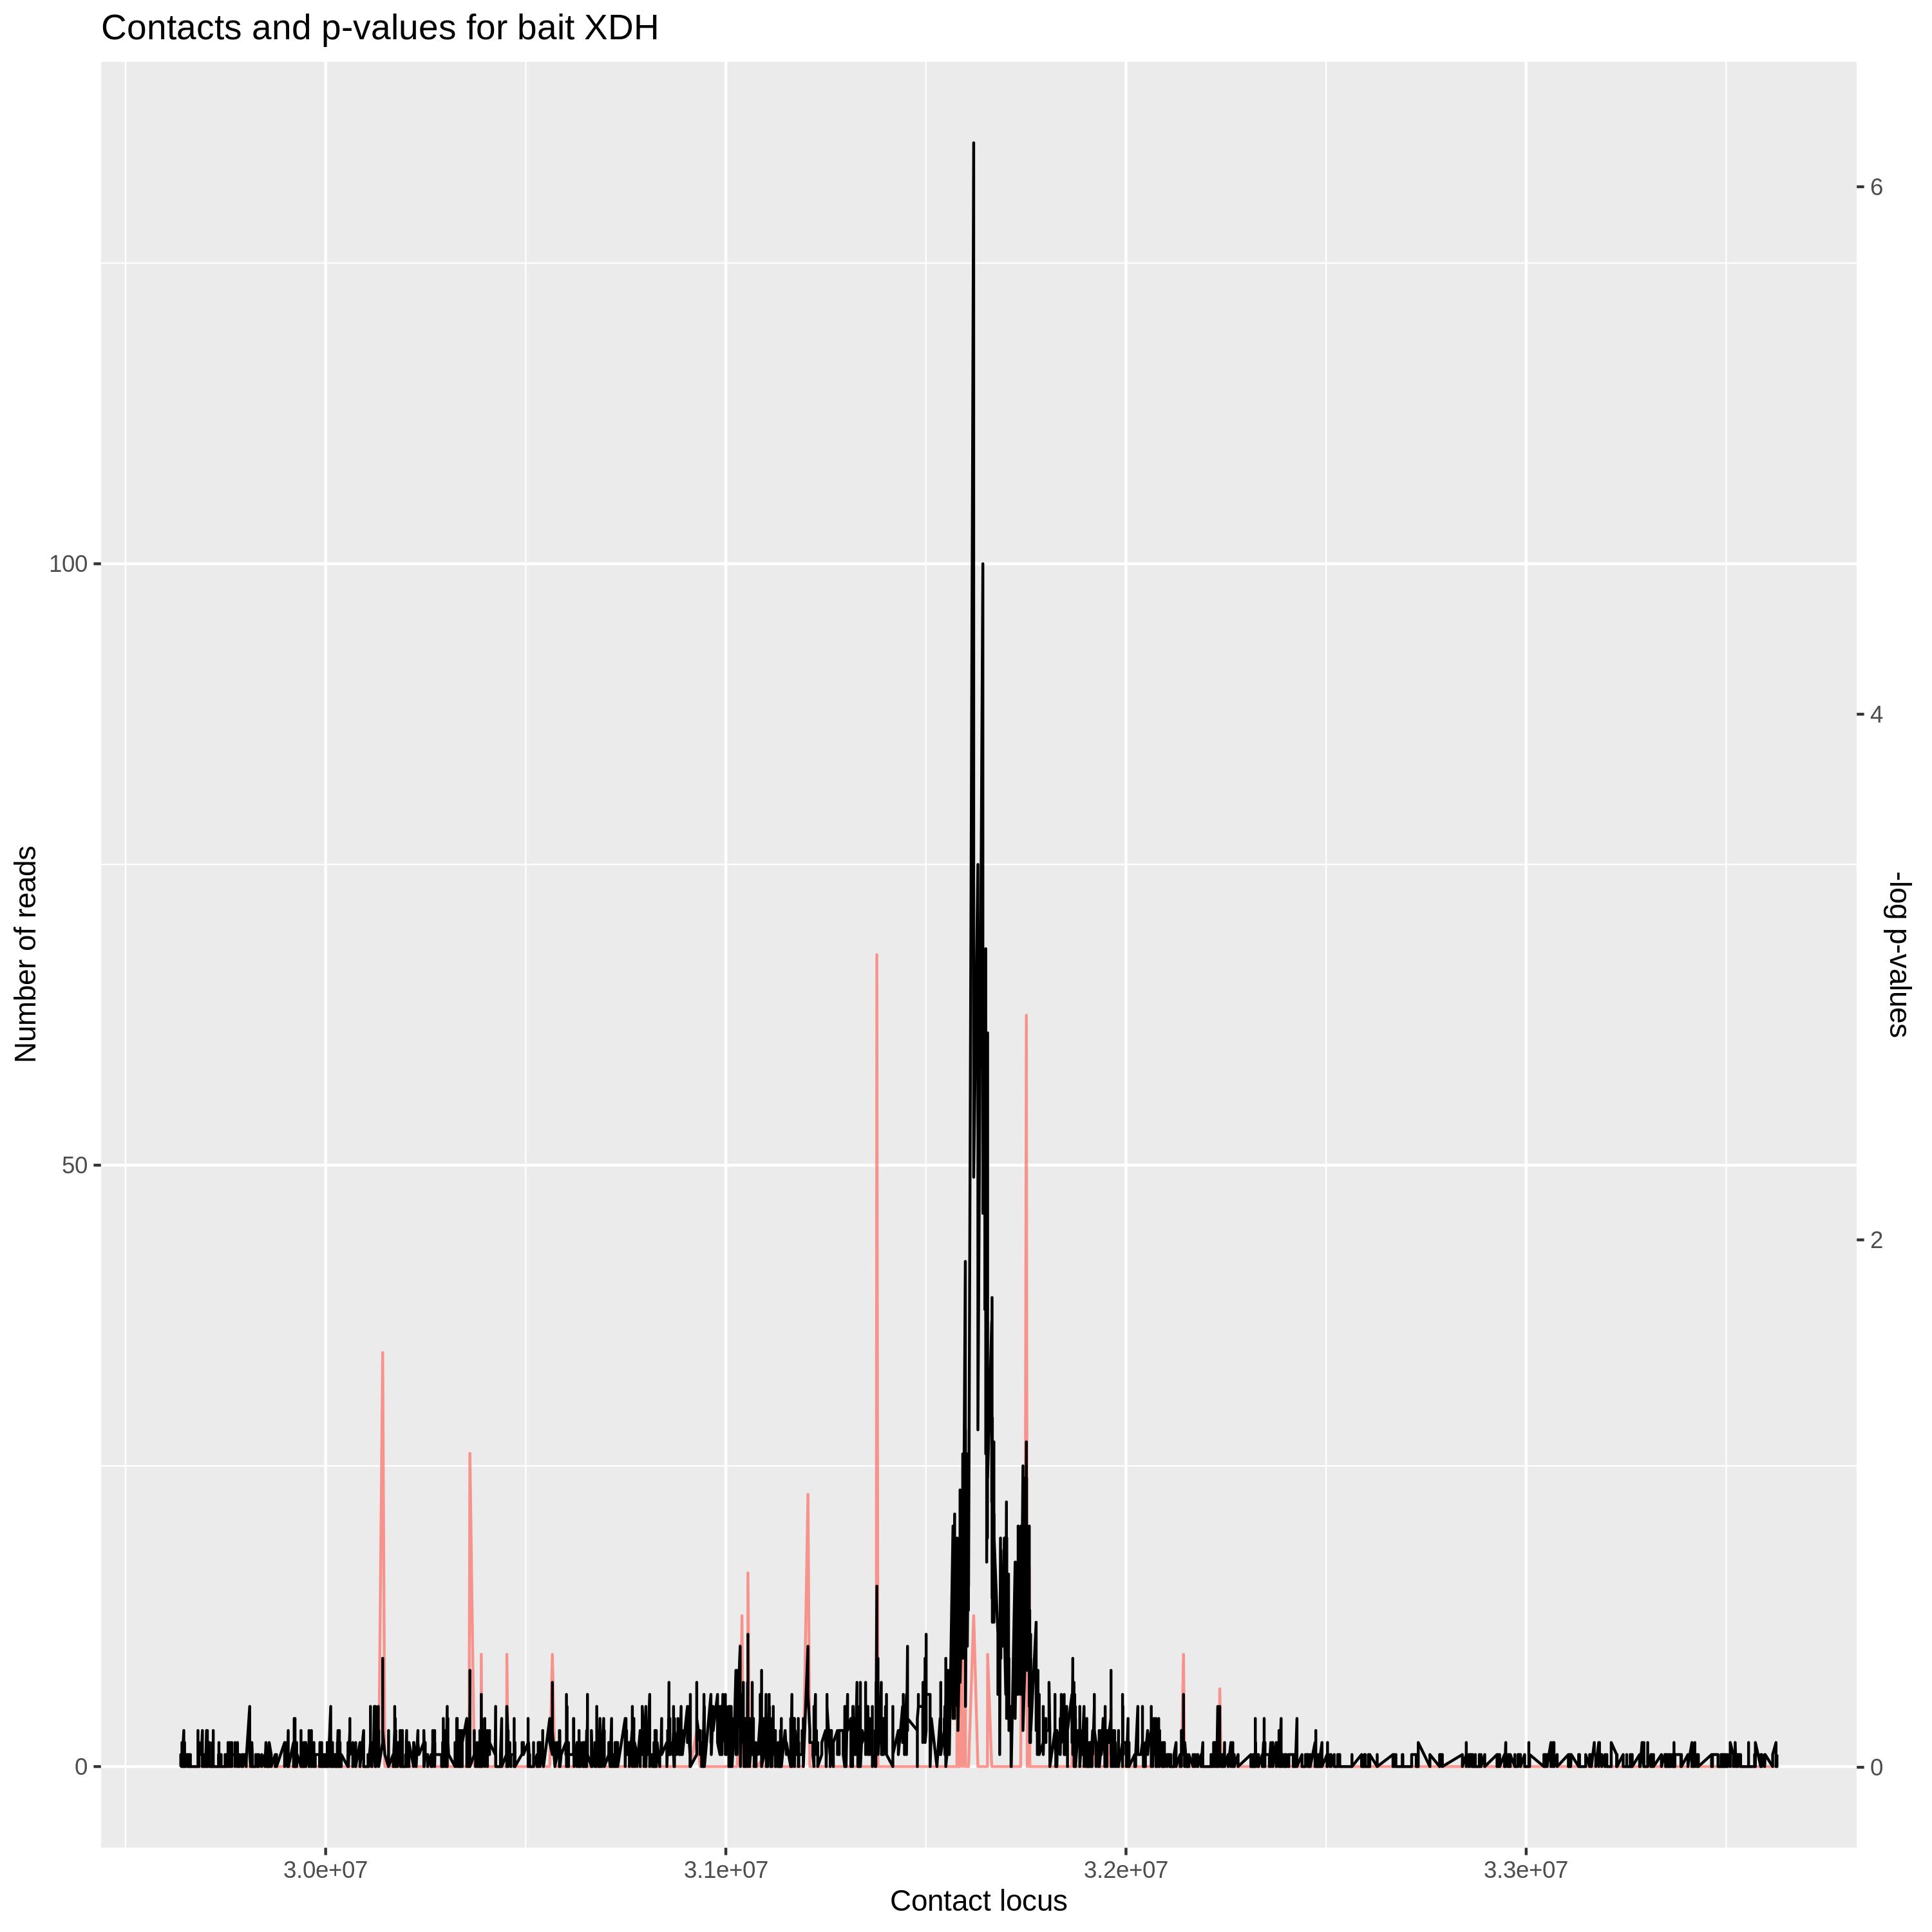 Contacts and p-values for bait XDH
Number of reads
100
50
0
6
4
2
0
-log p-values
3.0e+07
3.1e+07
3.2e+07
3.3e+07
Contact locus